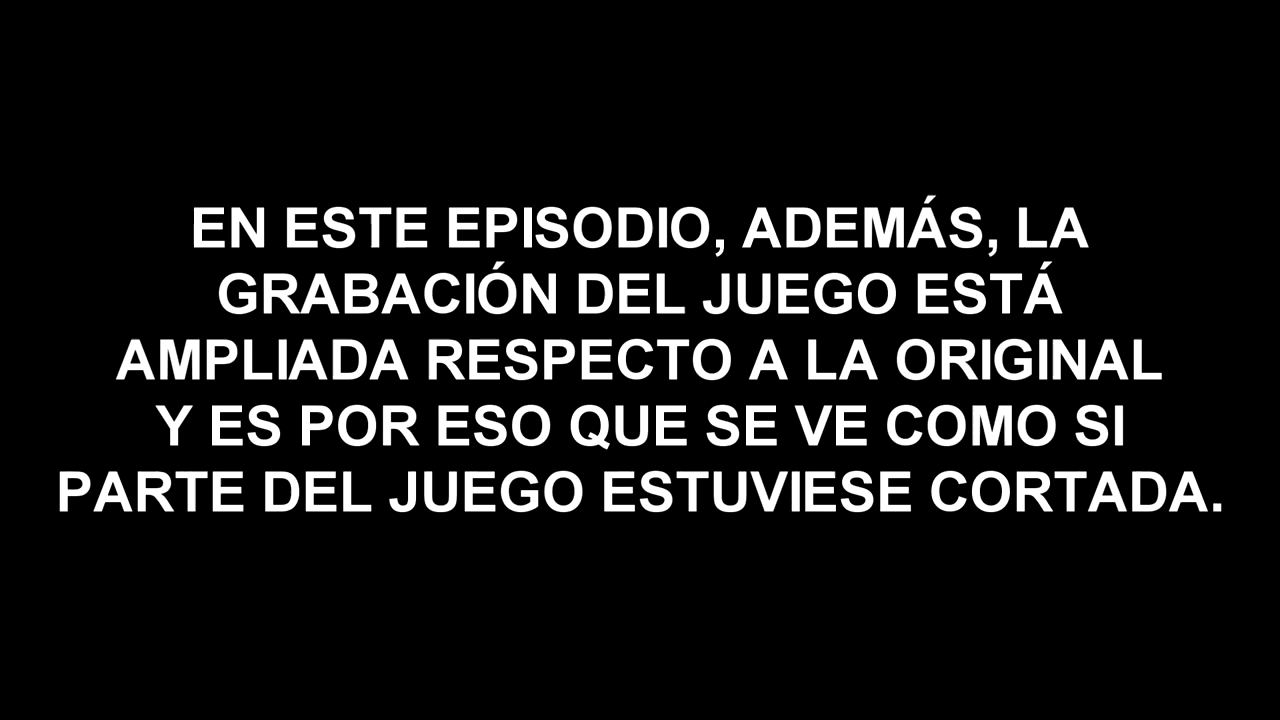 EN ESTE EPISODIO, ADEMÁS, LA
GRABACIÓN DEL JUEGO ESTÁ
AMPLIADA RESPECTO A LA ORIGINAL
Y ES POR ESO QUE SE VE COMO SI
PARTE DEL JUEGO ESTUVIESE CORTADA.